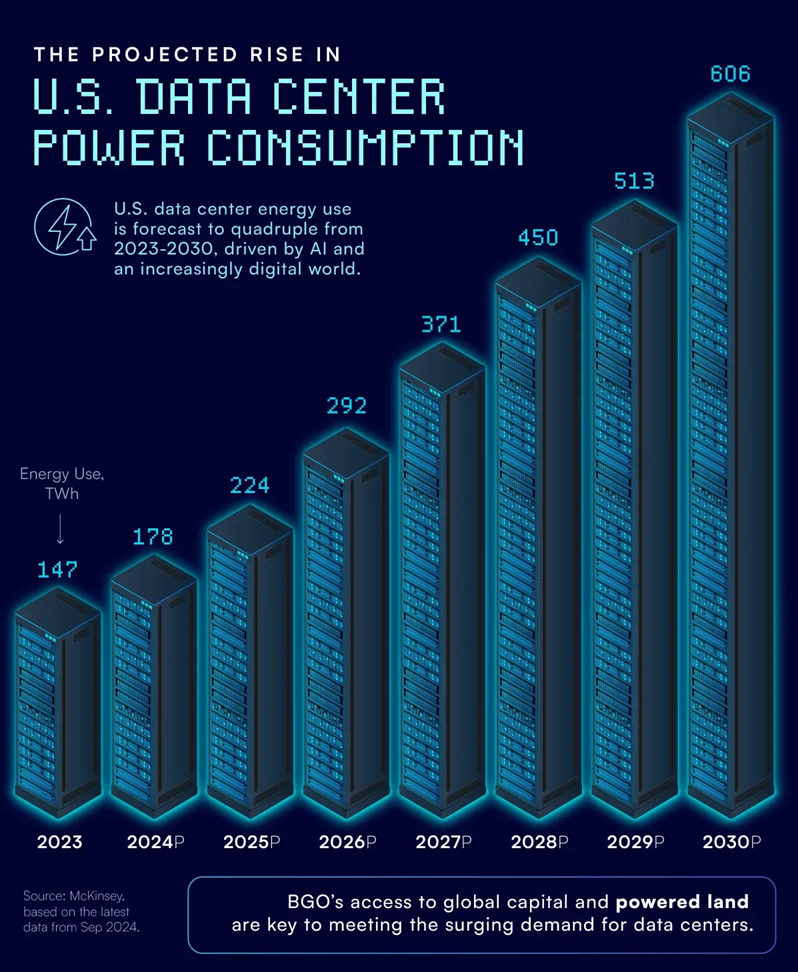 THE PROJECTED RISE IN
U.S. DATA CENTER
POWER CONSUMPTION
U.S. data center energy use
is forecast to quadruple from
2023-2030, driven by AI and
an increasingly digital world.
606
513
450
371
292
224
178
147
Energy Use,
TWh
2023 2024P 2025P 2026P 2027P 2028P 2029P 2030P
Source: McKinsey,
based on the latest
data from Sep 2024.
BGO's access to global capital and powered land
are key to meeting the surging demand for data centers.